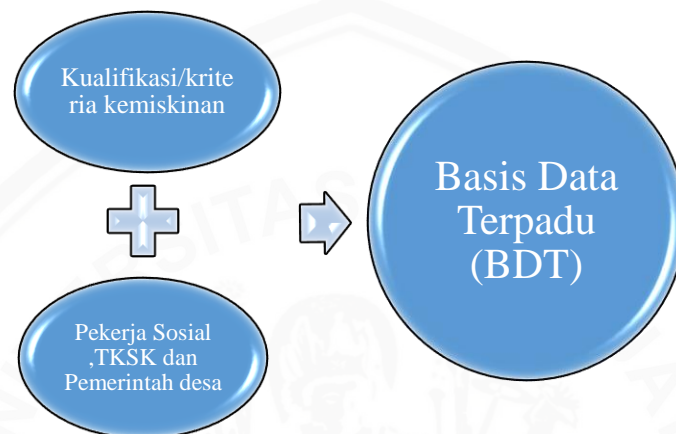 Kualifikasi/krite
ria kemiskinan
Pekerja Sosial
,TKSK dan
Pemerintah desa
Basis Data
Terpadu
(BDT)